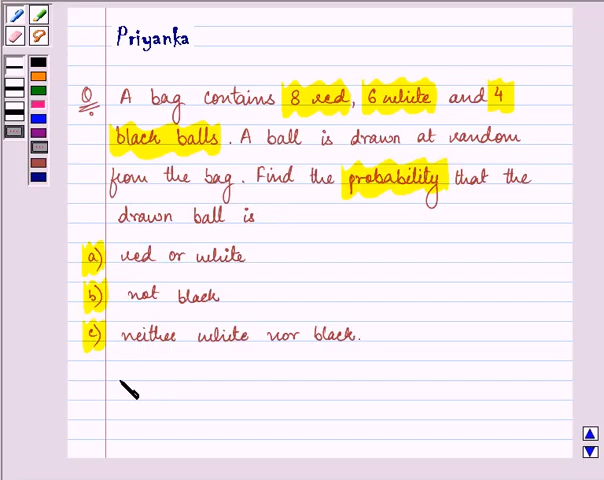 Priyanka
Q. A bag contains 8 red, 6 white and 4
black balls. A ball is drawn at random
from the bag. Find the probability that the
drawn ball is
a) red or white
b) not black
c) neither white nor black.